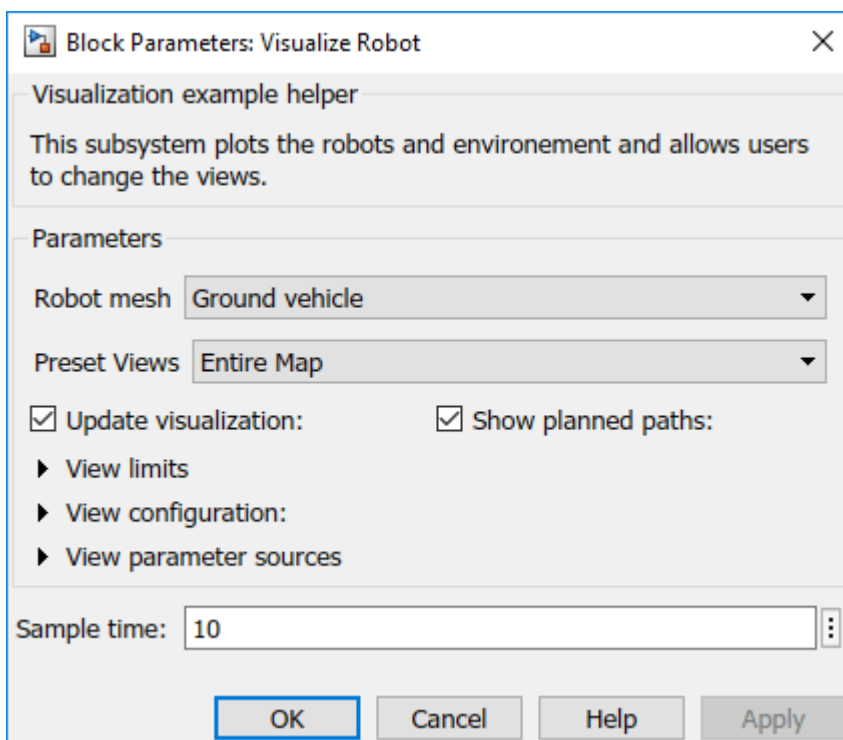 Block Parameters: Visualize Robot
Visualization example helper
This subsystem plots the robots and environement and allows users
to change the views.
Parameters
Robot mesh Ground vehicle
Preset Views Entire Map
Update visualization: Show planned paths:
View limits
View configuration:
View parameter sources
Sample time: 10
OK Cancel Help Apply